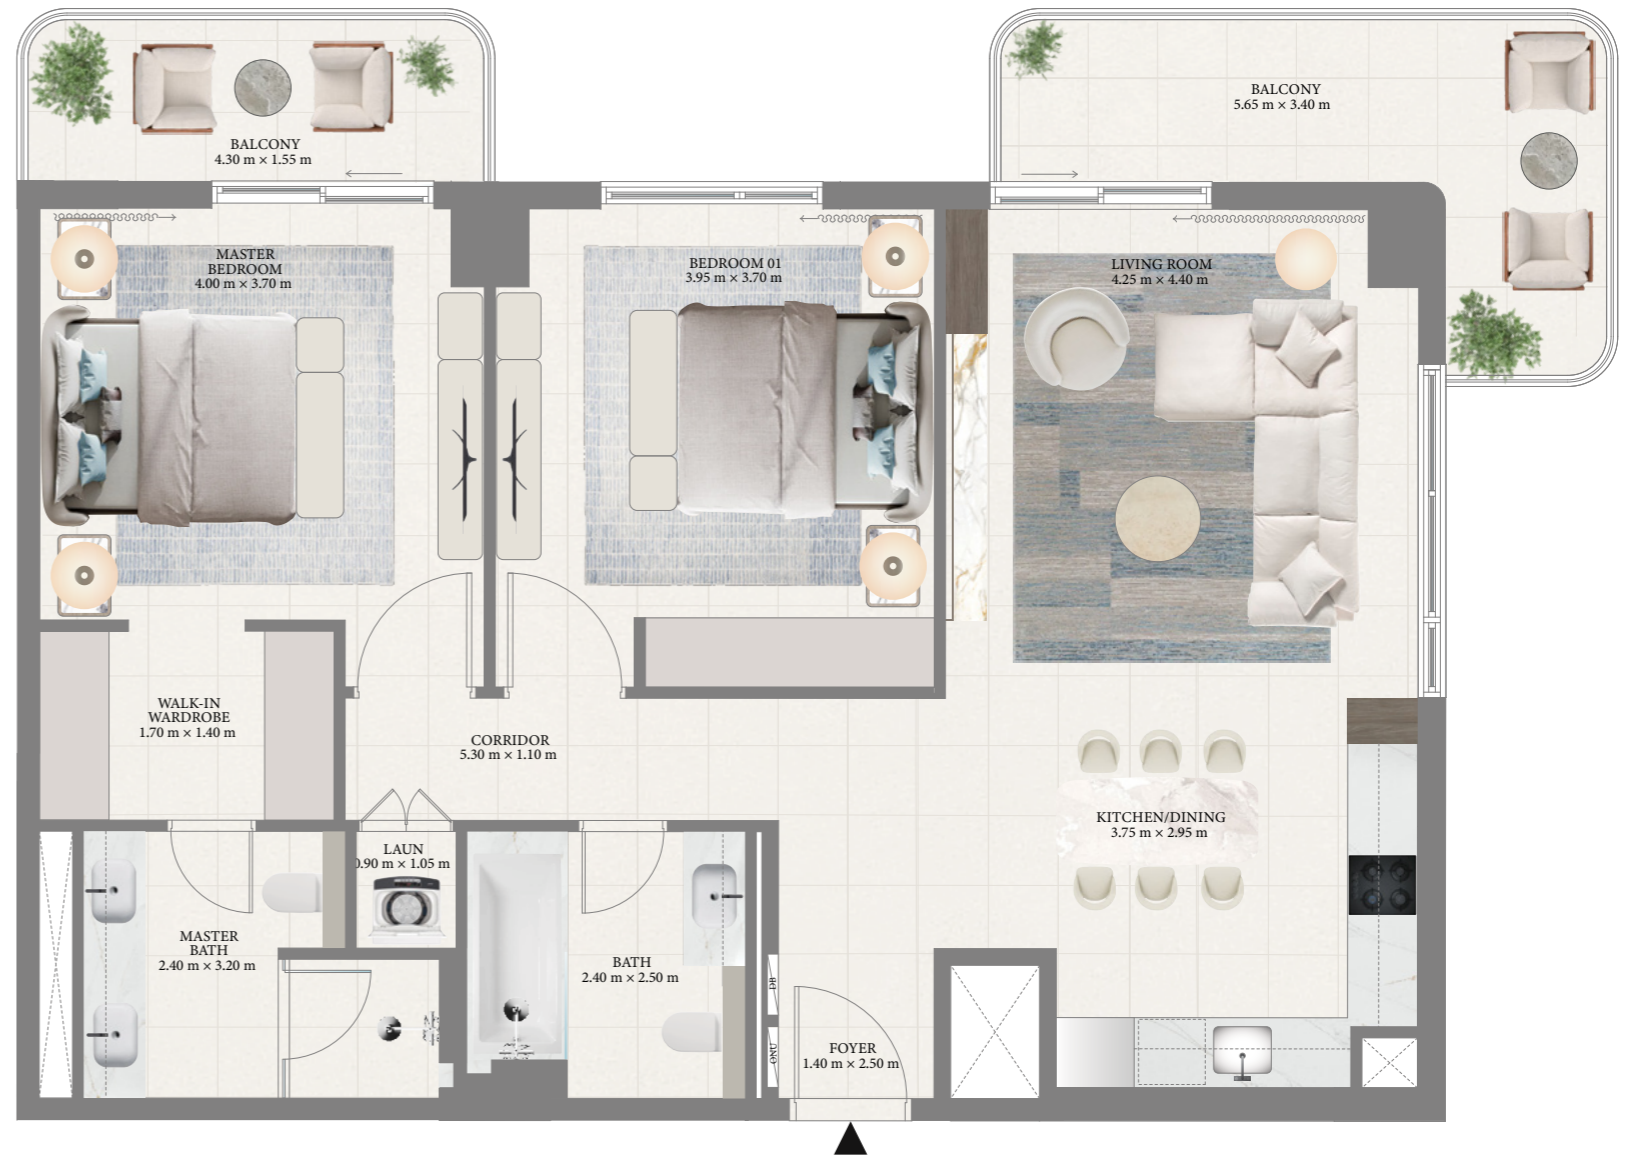 BALCONY
4.30 m × 1.55 m
BALCONY
5.65 m × 3.40 m
MASTER
BEDROOM
4.00 m × 3.70 m
BEDROOM 01
3.95 m × 3.70 m
LIVING ROOM
4.25 m × 4.40 m
WALK-IN
WARDROBE
1.70 m × 1.40 m
CORRIDOR
5.30 m × 1.10 m
KITCHEN/DINING
3.75 m × 2.95 m
LAUN
0.90 m × 1.05 m
MASTER
BATH
2.40 m × 3.20 m
BATH
2.40 m × 2.50 m
DB
ONU
FOYER
1.40 m × 2.50 m